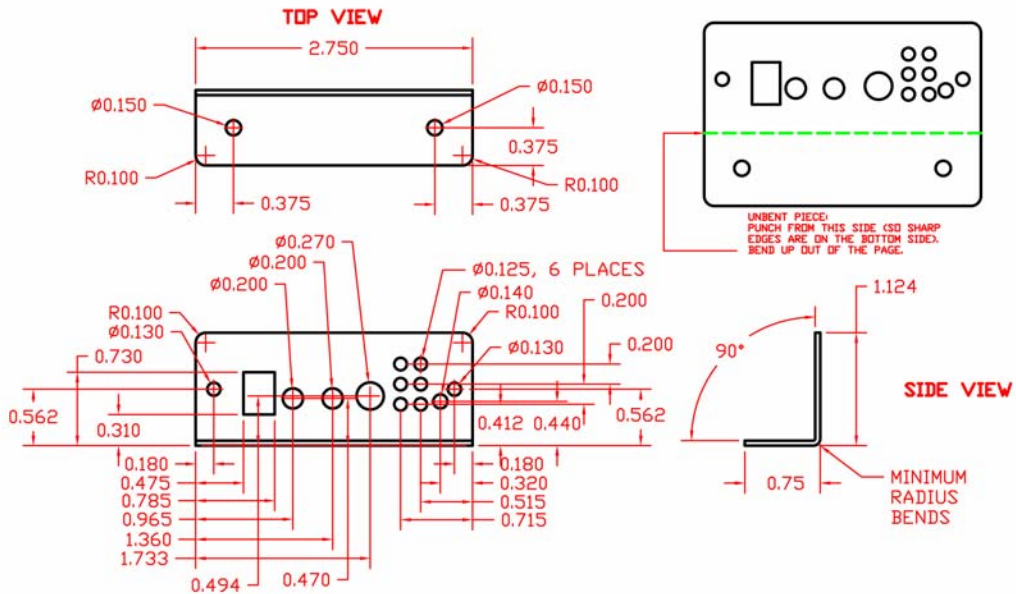 TOP VIEW
2.750
Ø0.150
Ø0.150
0.375
R0.100
R0.100
0.375
0.375
UNBENT PIECE:
PUNCH FROM THIS SIDE (SO SHARP
EDGES ARE ON THE BOTTOM SIDE).
BEND UP OUT OF THE PAGE.
Ø0.270
Ø0.200
Ø0.200
Ø0.125, 6 PLACES
Ø0.140
R0.100
R0.100
Ø0.130
Ø0.130
0.730
0.200
0.200
0.562
0.310
0.412
0.440
0.562
0.180
0.475
0.785
0.965
1.360
1.733
0.494
0.470
0.180
0.320
0.515
0.715
1.124
90°
SIDE VIEW
0.75
MINIMUM
RADIUS
BENDS